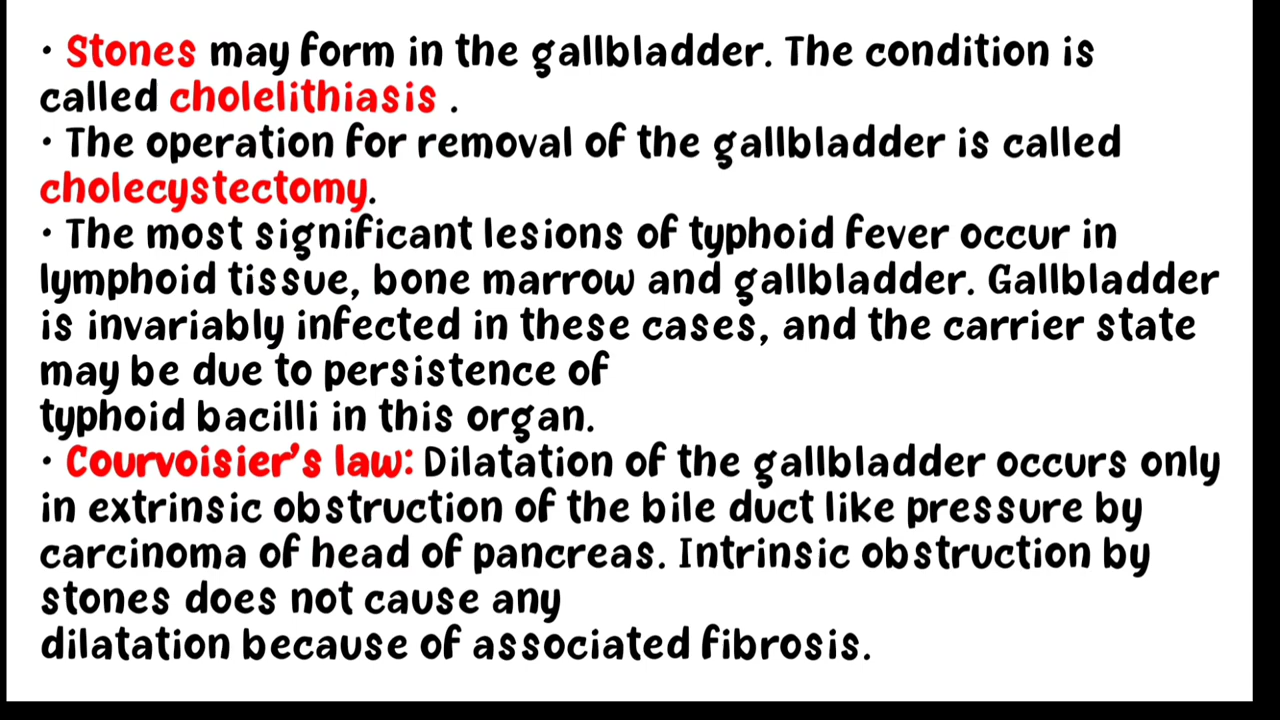 • Stones may form in the gallbladder. The condition is
called cholelithiasis .
• The operation for removal of the gallbladder is called
cholecystectomy.
• The most significant lesions of typhoid fever occur in
lymphoid tissue, bone marrow and gallbladder. Gallbladder
is invariably infected in these cases, and the carrier state
may be due to persistence of
typhoid bacilli in this organ.
• Courvoisier's law: Dilatation of the gallbladder occurs only
in extrinsic obstruction of the bile duct like pressure by
carcinoma of head of pancreas. Intrinsic obstruction by
stones does not cause any
dilatation because of associated fibrosis.